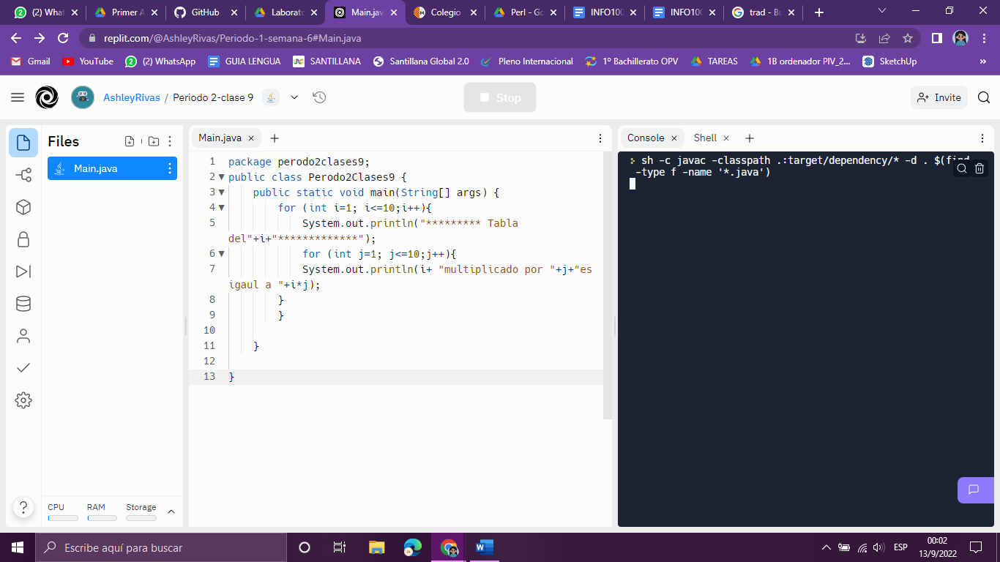 (2) What
Primer A
GitHub
Laborato
Main.java
Colegio
Perl - Go
INFO100
INFO100
trad - Bu
replit.com/@AshleyRivas/Periodo-1-semana-6#Main.java
Gmail
YouTube
(2) WhatsApp
GUIA LENGUA
SANTILLANA
Santillana Global 2.0
Pleno Internacional
1º Bachillerato OPV
TAREAS
1B ordenador PIV_2...
SketchUp
»
AshleyRivas / Periodo 2-clase 9
Stop
Invite
Files
Main.java
CPU
RAM
Storage
?
Main.java
1 package perodo2clases9;
2 public class Perodo2Clases9 {
3 public static void main(String[] args) {
4 for (int i=1; i<=10;i++){
5 System.out.println("********* Tabla
del"+i+"*************");
6 for (int j=1; j<=10;j++){
7 System.out.println(i+ "multiplicado por "+j+"es
igaul a "+i*j);
8 }
9 }
10
11 }
12
13 }
Console
Shell
sh -c javac -classpath .:target/dependency/* -d . $(find
-type f -name '*.java')
Escribe aquí para buscar
ESP
00:02
13/9/2022